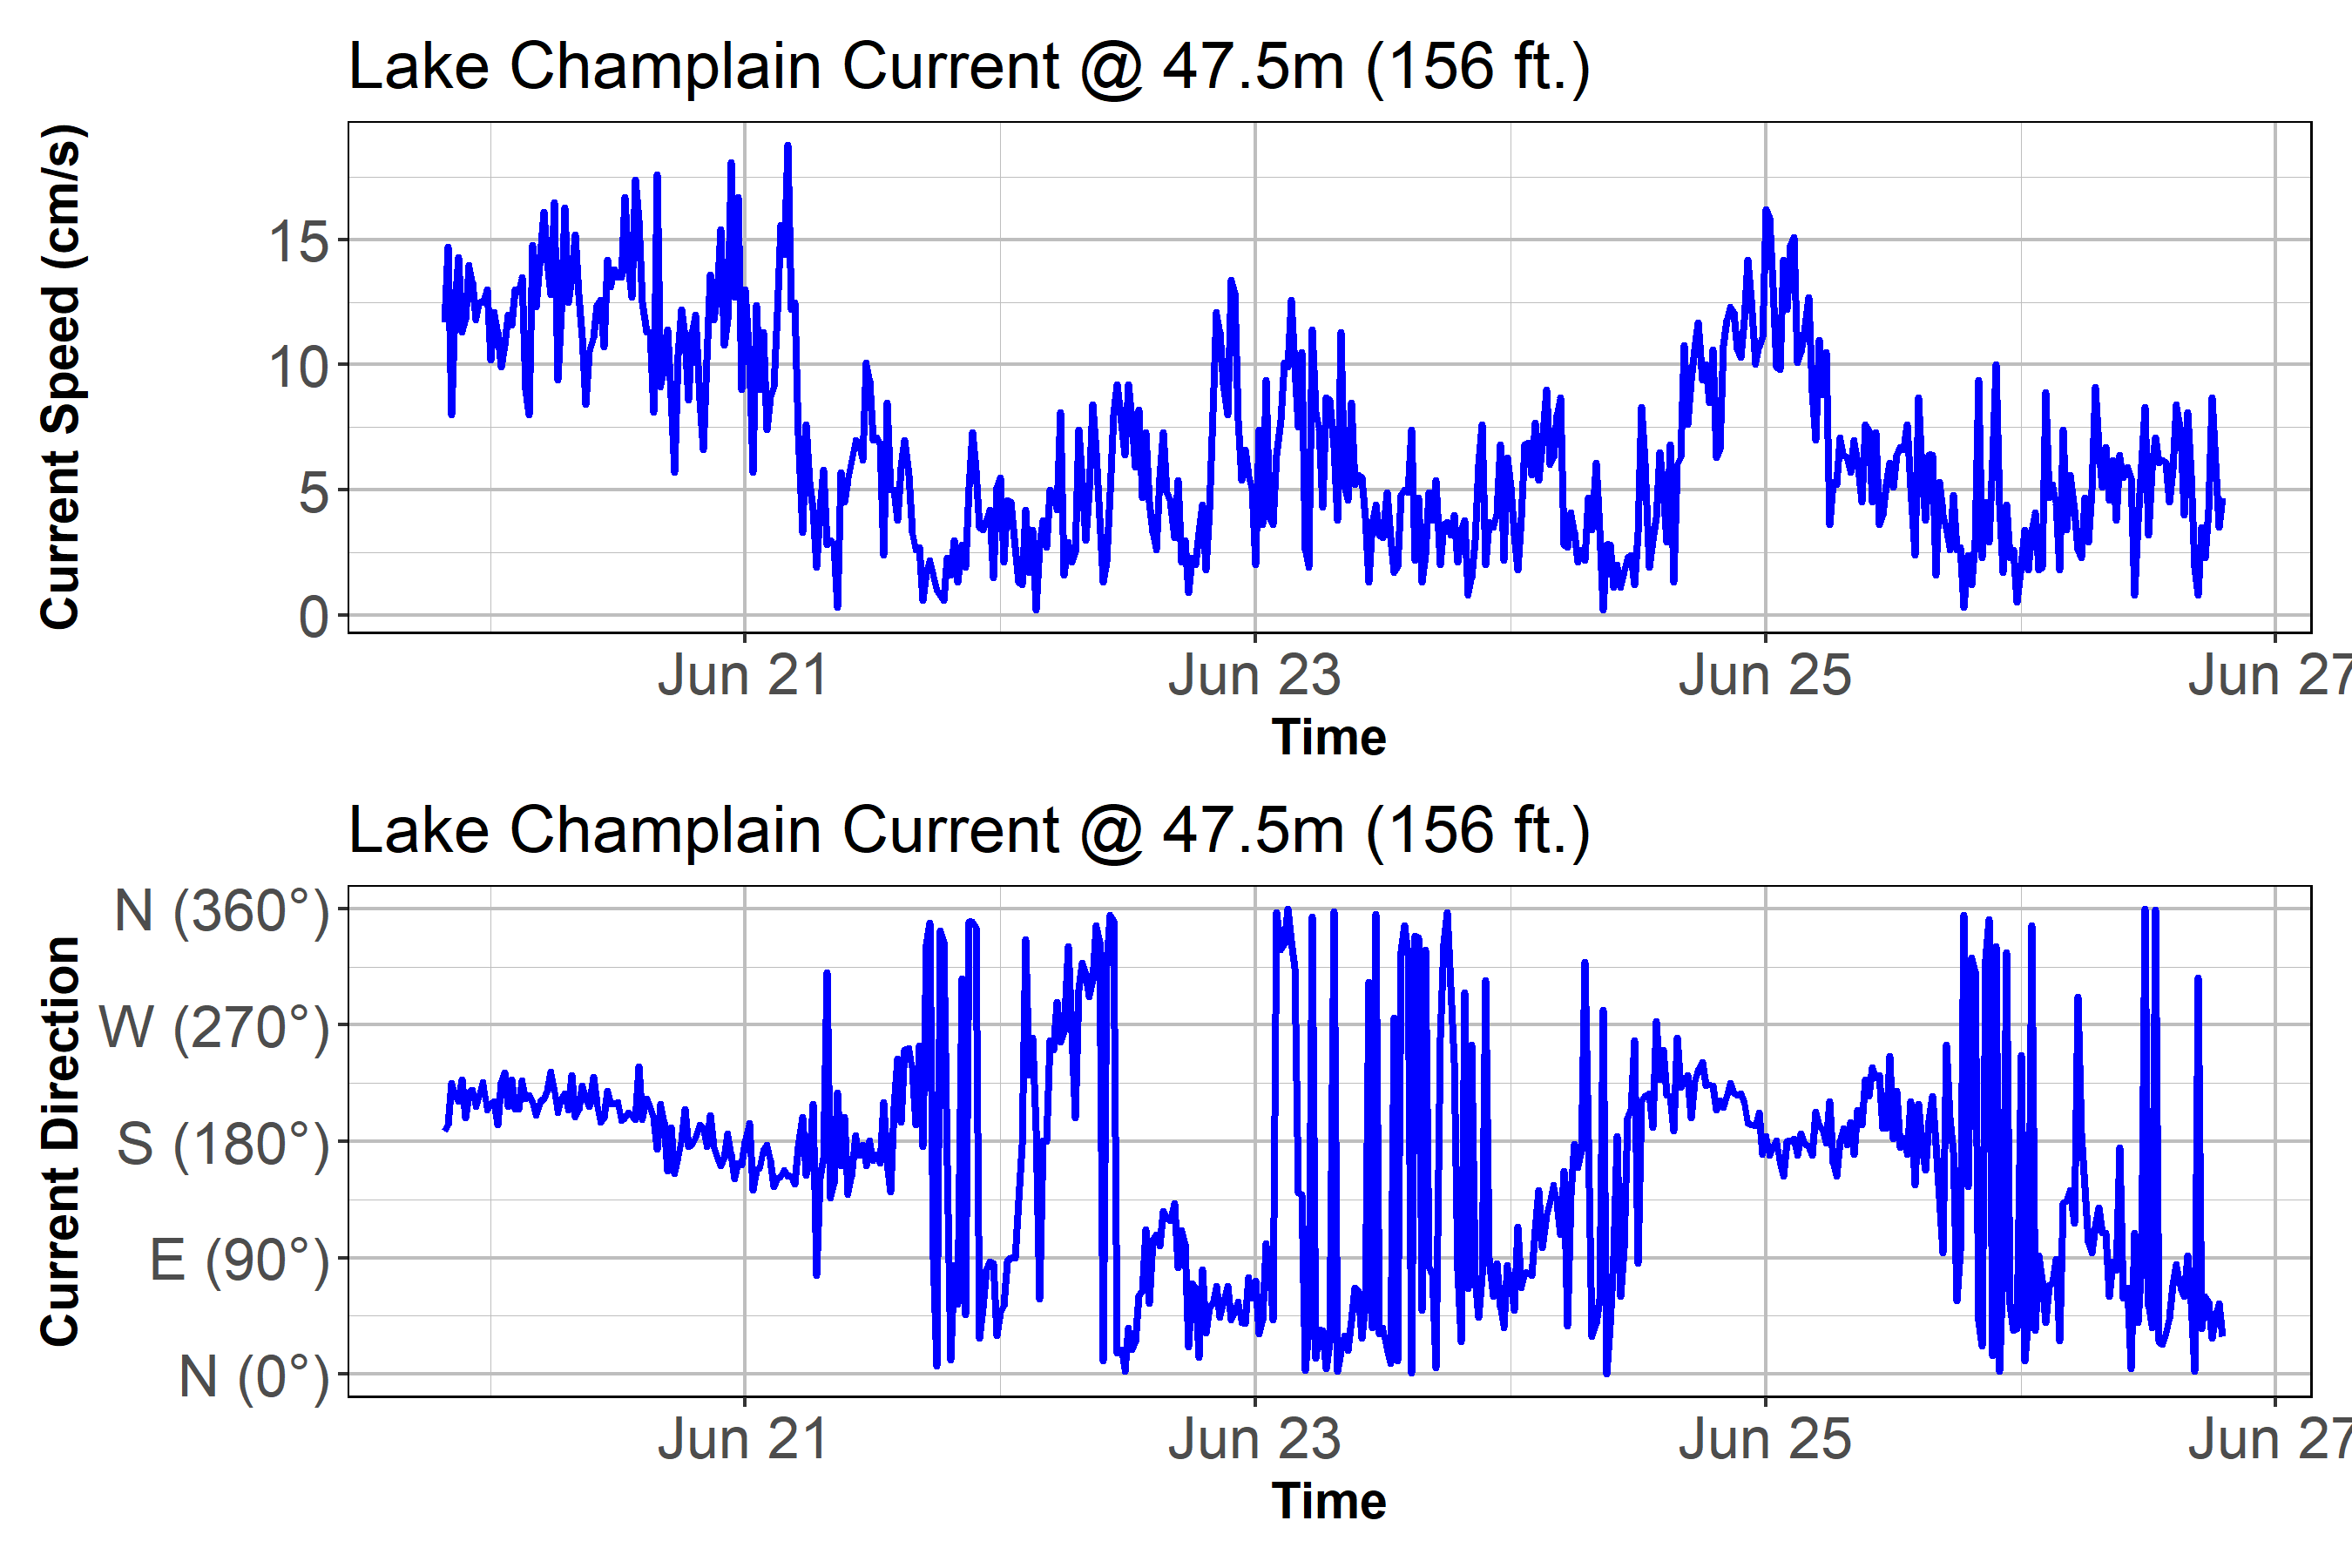 Lake Champlain Current @ 47.5m (156 ft.)
Current Speed (cm/s)
15
10
5
0
Jun 21 Jun 23 Jun 25 Jun 27
Time
Lake Champlain Current @ 47.5m (156 ft.)
Current Direction
N (360°)
W (270°)
S (180°)
E (90°)
N (0°)
Jun 21 Jun 23 Jun 25 Jun 27
Time